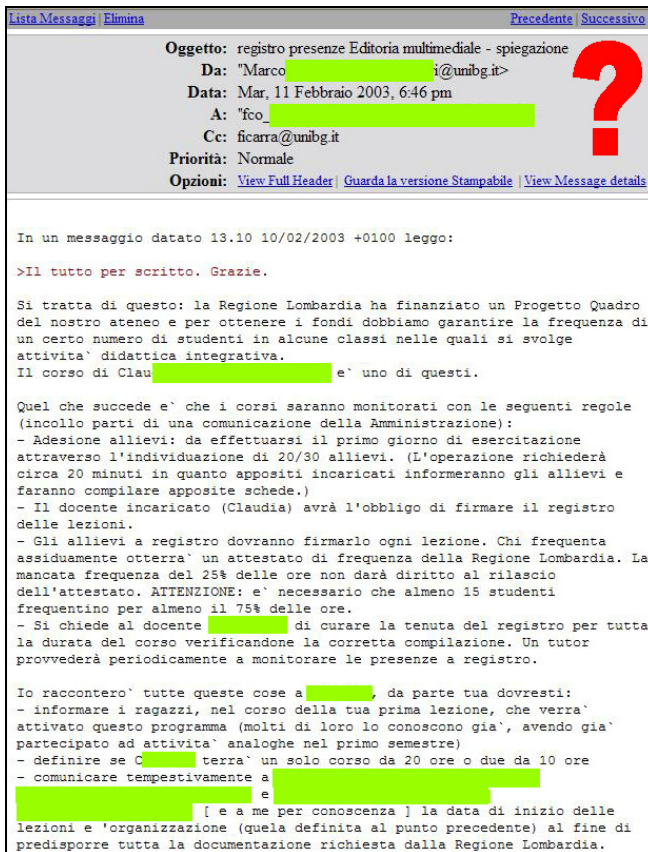 Lista Messaggi | Elimina Precedente | Successivo
Oggetto: registro presenze Editoria multimediale - spiegazione
Da: "Marco i@unibg.it>
Data: Mar, 11 Febbraio 2003, 6:46 pm
A: "fco_
Cc: ficarra@unibg.it
Priorità: Normale
Opzioni: View Full Header | Guarda la versione Stampabile | View Message details
?
In un messaggio datato 13.10 10/02/2003 +0100 leggo:
>Il tutto per scritto. Grazie.
Si tratta di questo: la Regione Lombardia ha finanziato un Progetto Quadro
del nostro ateneo e per ottenere i fondi dobbiamo garantire la frequenza di
un certo numero di studenti in alcune classi nelle quali si svolge
attivita` didattica integrativa.
Il corso di Clau e` uno di questi.
Quel che succede e` che i corsi saranno monitorati con le seguenti regole
(incollo parti di una comunicazione della Amministrazione):
- Adesione allievi: da effettuarsi il primo giorno di esercitazione
attraverso l'individuazione di 20/30 allievi. (L'operazione richiederà
circa 20 minuti in quanto appositi incaricati informeranno gli allievi e
faranno compilare apposite schede.)
- Il docente incaricato (Claudia) avrà l'obbligo di firmare il registro
delle lezioni.
- Gli allievi a registro dovranno firmarlo ogni lezione. Chi frequenta
assiduamente otterra` un attestato di frequenza della Regione Lombardia. La
mancata frequenza del 25% delle ore non darà diritto al rilascio
dell'attestato. ATTENZIONE: e` necessario che almeno 15 studenti
frequentino per almeno il 75% delle ore.
- Si chiede al docente di curare la tenuta del registro per tutta
la durata del corso verificandone la corretta compilazione. Un tutor
provvederà periodicamente a monitorare le presenze a registro.
Io raccontero` tutte queste cose a , da parte tua dovresti:
- informare i ragazzi, nel corso della tua prima lezione, che verra`
attivato questo programma (molti di loro lo conoscono gia`, avendo gia`
partecipato ad attivita` analoghe nel primo semestre)
- definire se C terra` un solo corso da 20 ore o due da 10 ore
- comunicare tempestivamente a
e
[ e a me per conoscenza ] la data di inizio delle
lezioni e 'organizzazione (quela definita al punto precedente) al fine di
predisporre tutta la documentazione richiesta dalla Regione Lombardia.